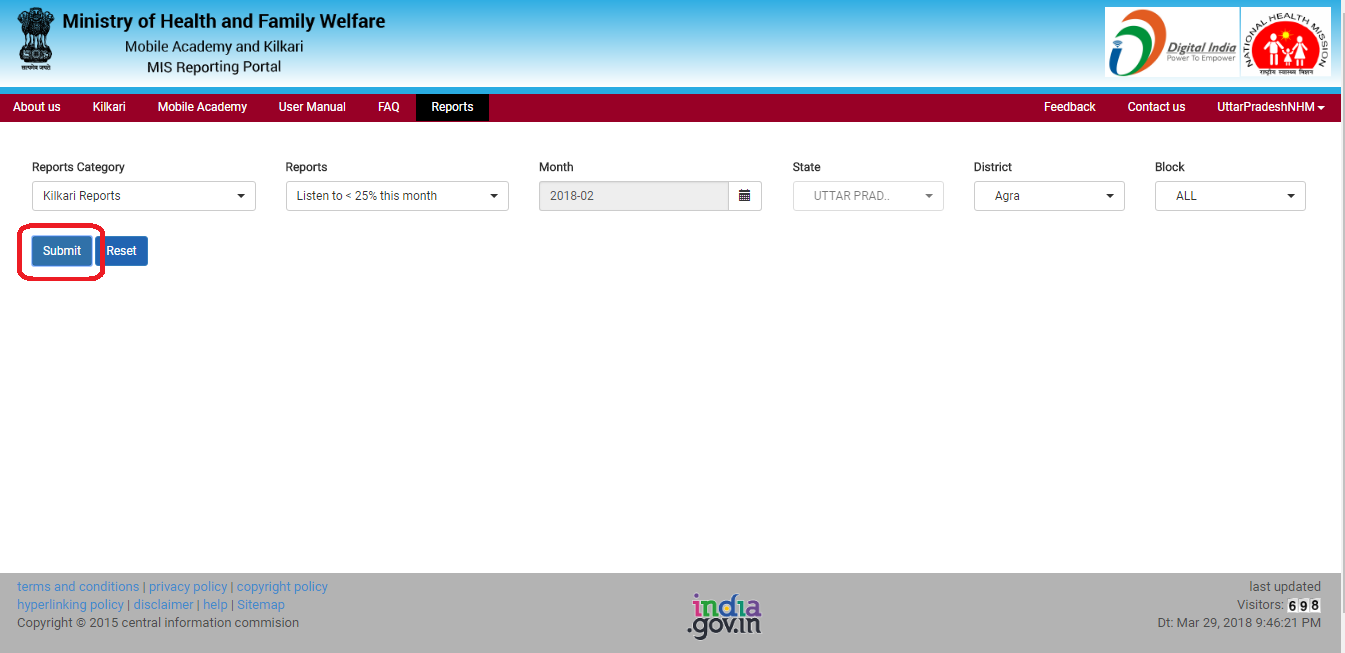 Ministry of Health and Family Welfare
Mobile Academy and Kilkari
MIS Reporting Portal
सत्यमेव जयते
Digital India
Power To Empower
NATIONAL HEALTH MISSION
राष्ट्रीय स्वास्थ्य मिशन
About us Kilkari Mobile Academy User Manual FAQ Reports Feedback Contact us UttarPradeshNHM
Reports Category Reports Month State District Block
Kilkari Reports Listen to < 25% this month 2018-02 UTTAR PRAD.. Agra ALL
Submit Reset
terms and conditions | privacy policy | copyright policy
hyperlinking policy | disclaimer | help | Sitemap
Copyright © 2015 central information commision
india
.gov.in
last updated
Visitors: 698
Dt: Mar 29, 2018 9:46:21 PM